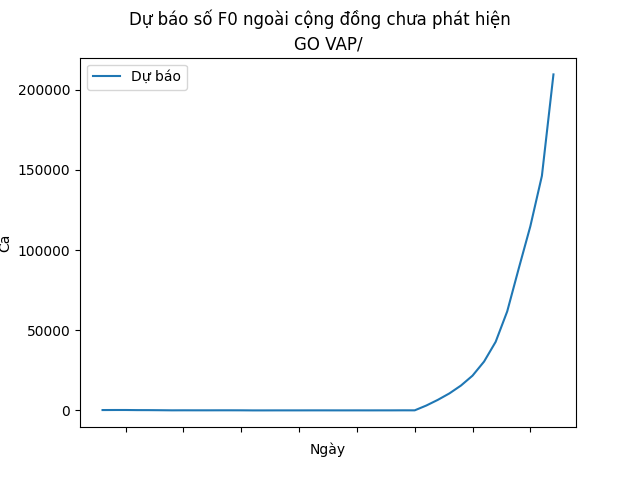 Dự báo số F0 ngoài cộng đồng chưa phát hiện
GO VAP/
Dự báo
200000
150000
100000
50000
0
Ca
Ngày